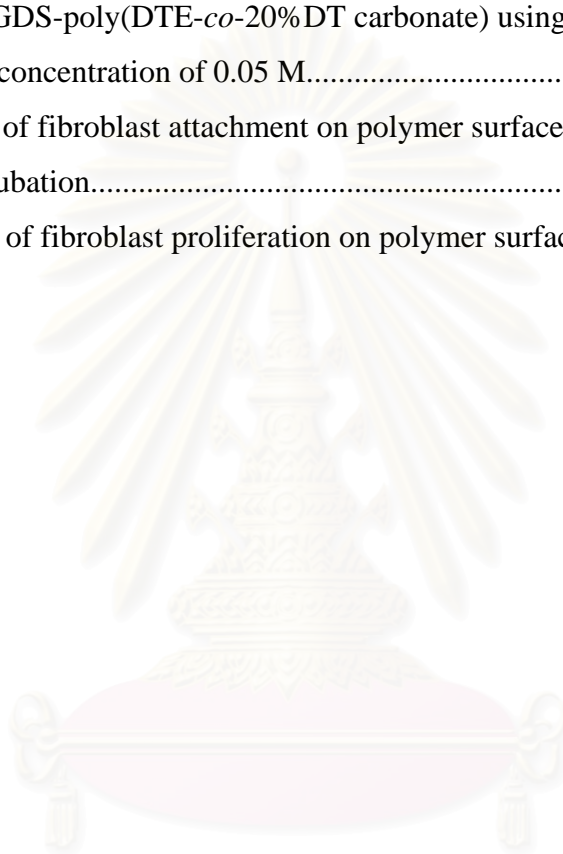 GDS-poly(DTE-co-20%DT carbonate) using
concentration of 0.05 M................................
of fibroblast attachment on polymer surface
ubation............................................................
of fibroblast proliferation on polymer surfac